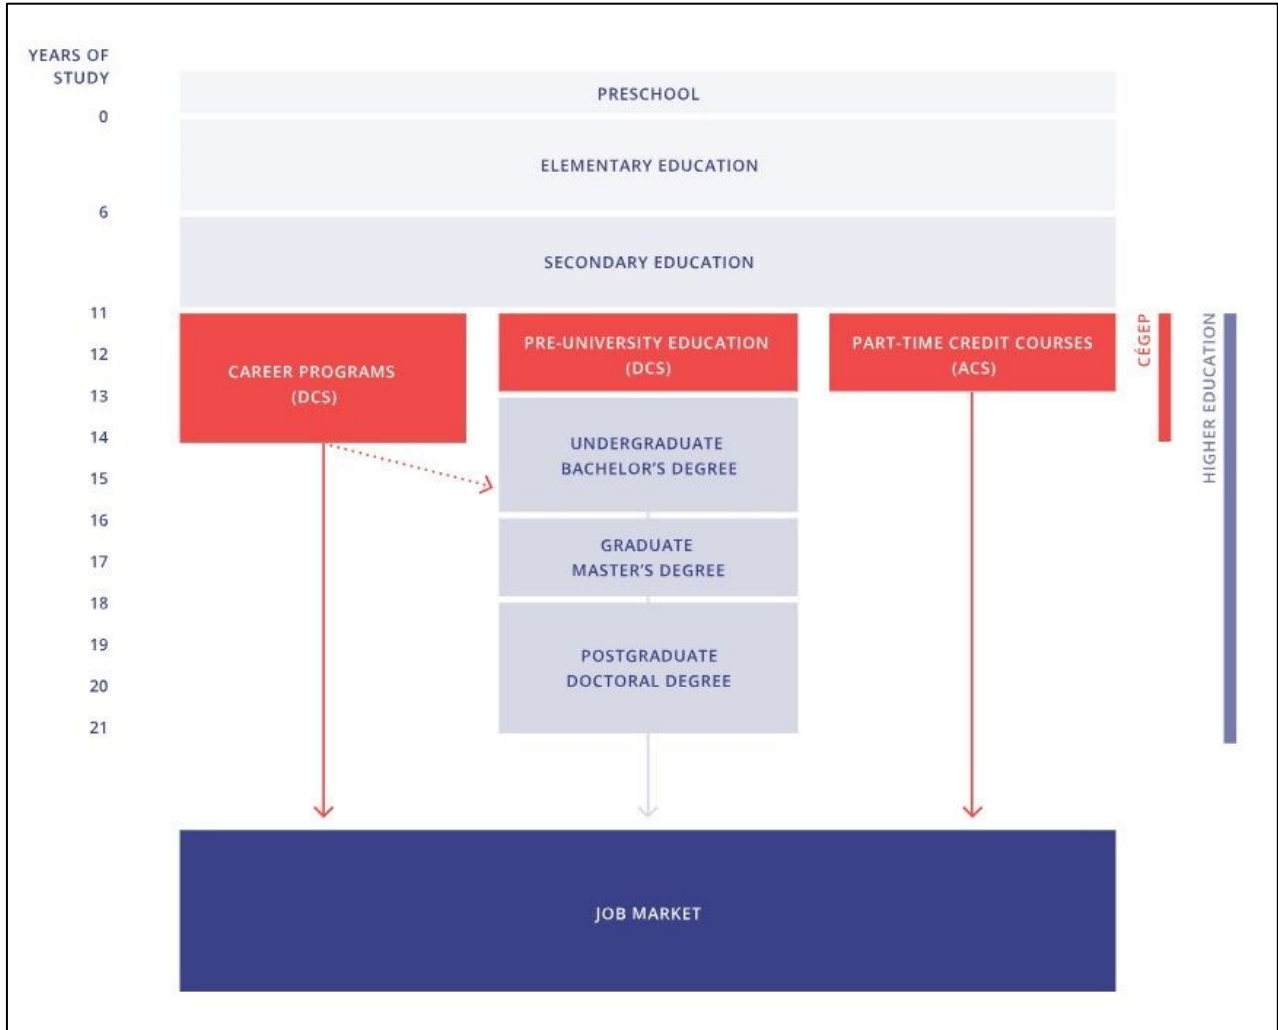 YEARS OF
STUDY
PRESCHOOL
0
ELEMENTARY EDUCATION
6
SECONDARY EDUCATION
11
12
13
14
15
16
17
18
19
20
21
CAREER PROGRAMS
(DCS)
PRE-UNIVERSITY EDUCATION
(DCS)
PART-TIME CREDIT COURSES
(ACS)
CÉGEP
HIGHER EDUCATION
UNDERGRADUATE
BACHELOR'S DEGREE
GRADUATE
MASTER'S DEGREE
POSTGRADUATE
DOCTORAL DEGREE
JOB MARKET